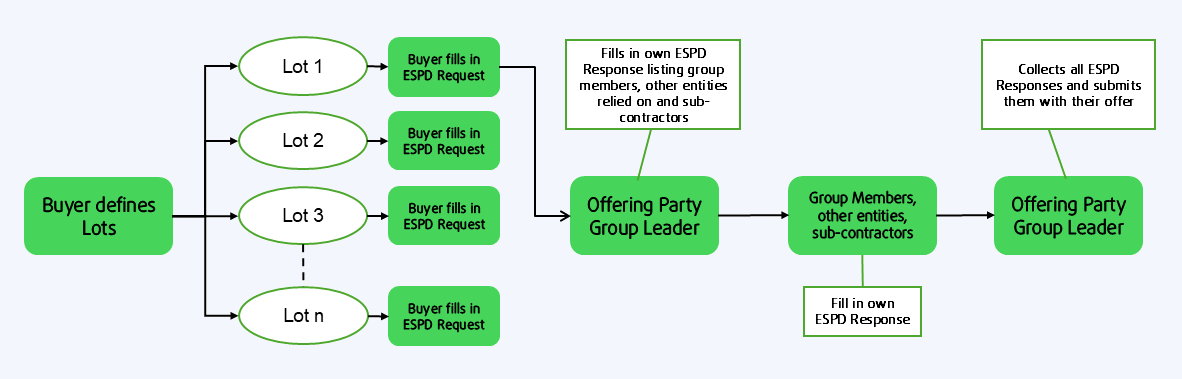 Buyer defines
Lots
Lot 1
Buyer fills in
ESPD Request
Lot 2
Buyer fills in
ESPD Request
Lot 3
Buyer fills in
ESPD Request
Lot n
Buyer fills in
ESPD Request
Fills in own ESPD
Response listing group
members, other entities
relied on and sub-
contractors
Offering Party
Group Leader
Group Members,
other entities,
sub-contractors
Fill in own
ESPD Response
Collects all ESPD
Responses and submits
them with their offer
Offering Party
Group Leader